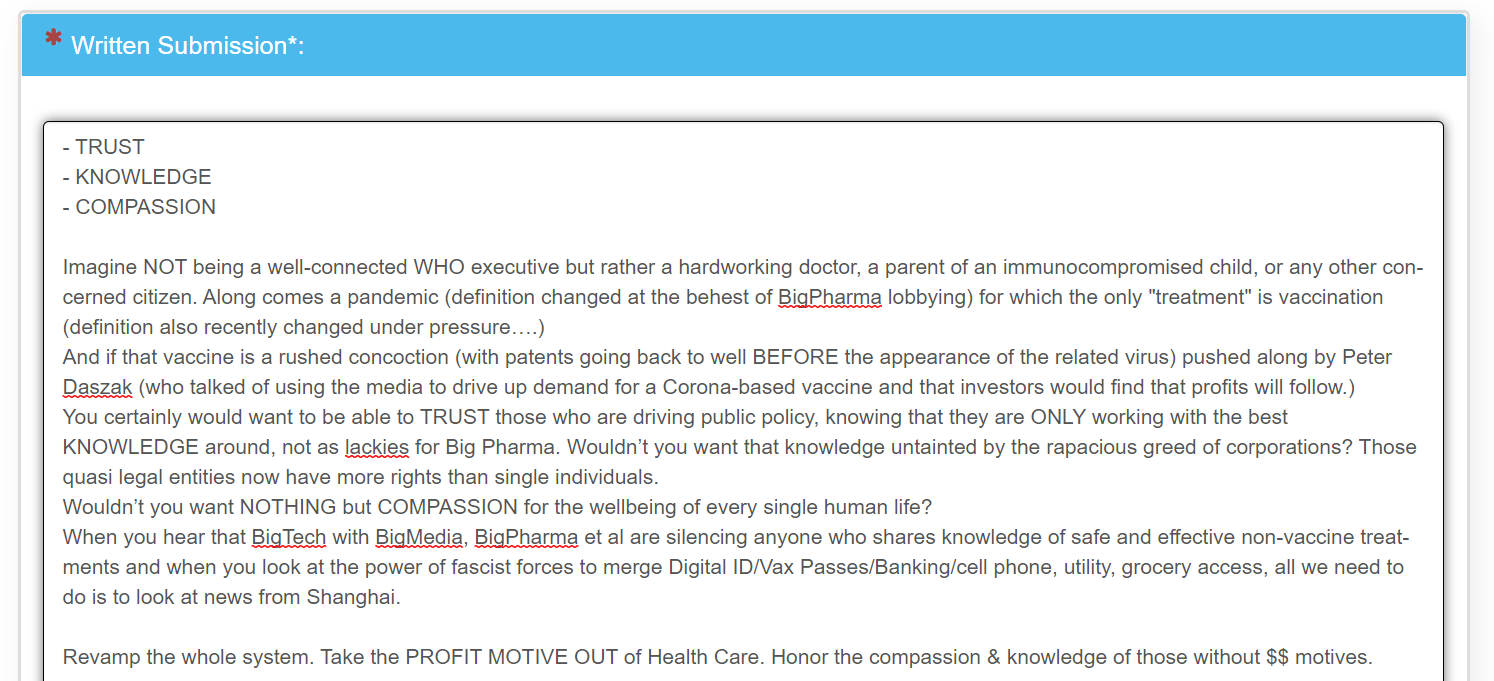 * Written Submission*:
- TRUST
- KNOWLEDGE
- COMPASSION
Imagine NOT being a well-connected WHO executive but rather a hardworking doctor, a parent of an immunocompromised child, or any other con-
cerned citizen. Along comes a pandemic (definition changed at the behest of BigPharma lobbying) for which the only "treatment" is vaccination
(definition also recently changed under pressure….)
And if that vaccine is a rushed concoction (with patents going back to well BEFORE the appearance of the related virus) pushed along by Peter
Daszak (who talked of using the media to drive up demand for a Corona-based vaccine and that investors would find that profits will follow.)
You certainly would want to be able to TRUST those who are driving public policy, knowing that they are ONLY working with the best
KNOWLEDGE around, not as lackies for Big Pharma. Wouldn’t you want that knowledge untainted by the rapacious greed of corporations? Those
quasi legal entities now have more rights than single individuals.
Wouldn’t you want NOTHING but COMPASSION for the wellbeing of every single human life?
When you hear that BigTech with BigMedia, BigPharma et al are silencing anyone who shares knowledge of safe and effective non-vaccine treat-
ments and when you look at the power of fascist forces to merge Digital ID/Vax Passes/Banking/cell phone, utility, grocery access, all we need to
do is to look at news from Shanghai.
Revamp the whole system. Take the PROFIT MOTIVE OUT of Health Care. Honor the compassion & knowledge of those without $$ motives.